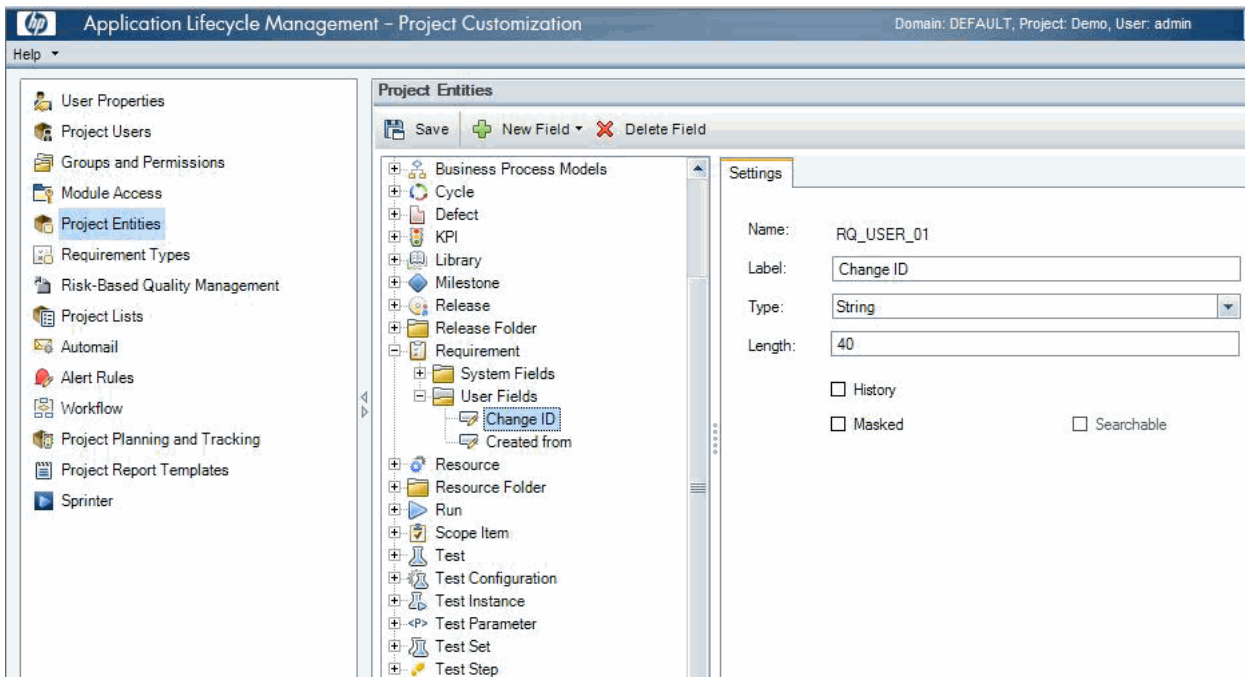 hp Application Lifecycle Management – Project Customization Domain: DEFAULT, Project: Demo, User: admin
Help
User Properties
Project Users
Groups and Permissions
Module Access
Project Entities
Requirement Types
Risk-Based Quality Management
Project Lists
Automail
Alert Rules
Workflow
Project Planning and Tracking
Project Report Templates
Sprinter
Project Entities
Save New Field Delete Field
Business Process Models
Cycle
Defect
KPI
Library
Milestone
Release
Release Folder
Requirement
System Fields
User Fields
Change ID
Created from
Resource
Resource Folder
Run
Scope Item
Test
Test Configuration
Test Instance
<P> Test Parameter
Test Set
Test Step
Settings
Name: RQ_USER_01
Label: Change ID
Type: String
Length: 40
History
Masked Searchable